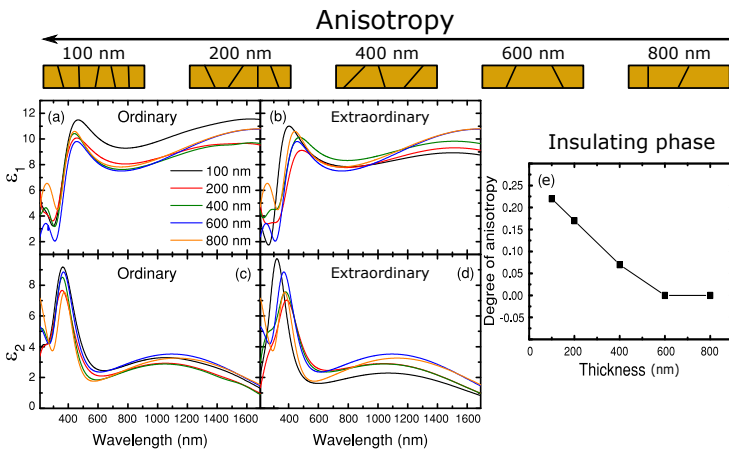 Anisotropy
100 nm 200 nm 400 nm 600 nm 800 nm
(a) Ordinary
(b) Extraordinary
ε1
12
10
8
6
4
2
100 nm
200 nm
400 nm
600 nm
800 nm
Ordinary (c)
Extraordinary (d)
ε2
8
6
4
2
0
400 600 800 1000 1200 1400 1600
400 600 800 1000 1200 1400 1600
Wavelength (nm)
Wavelength (nm)
Insulating phase
(e)
Degree of anisotropy
0.25
0.20
0.15
0.10
0.05
0.00
-0.05
0 200 400 600 800
Thickness (nm)